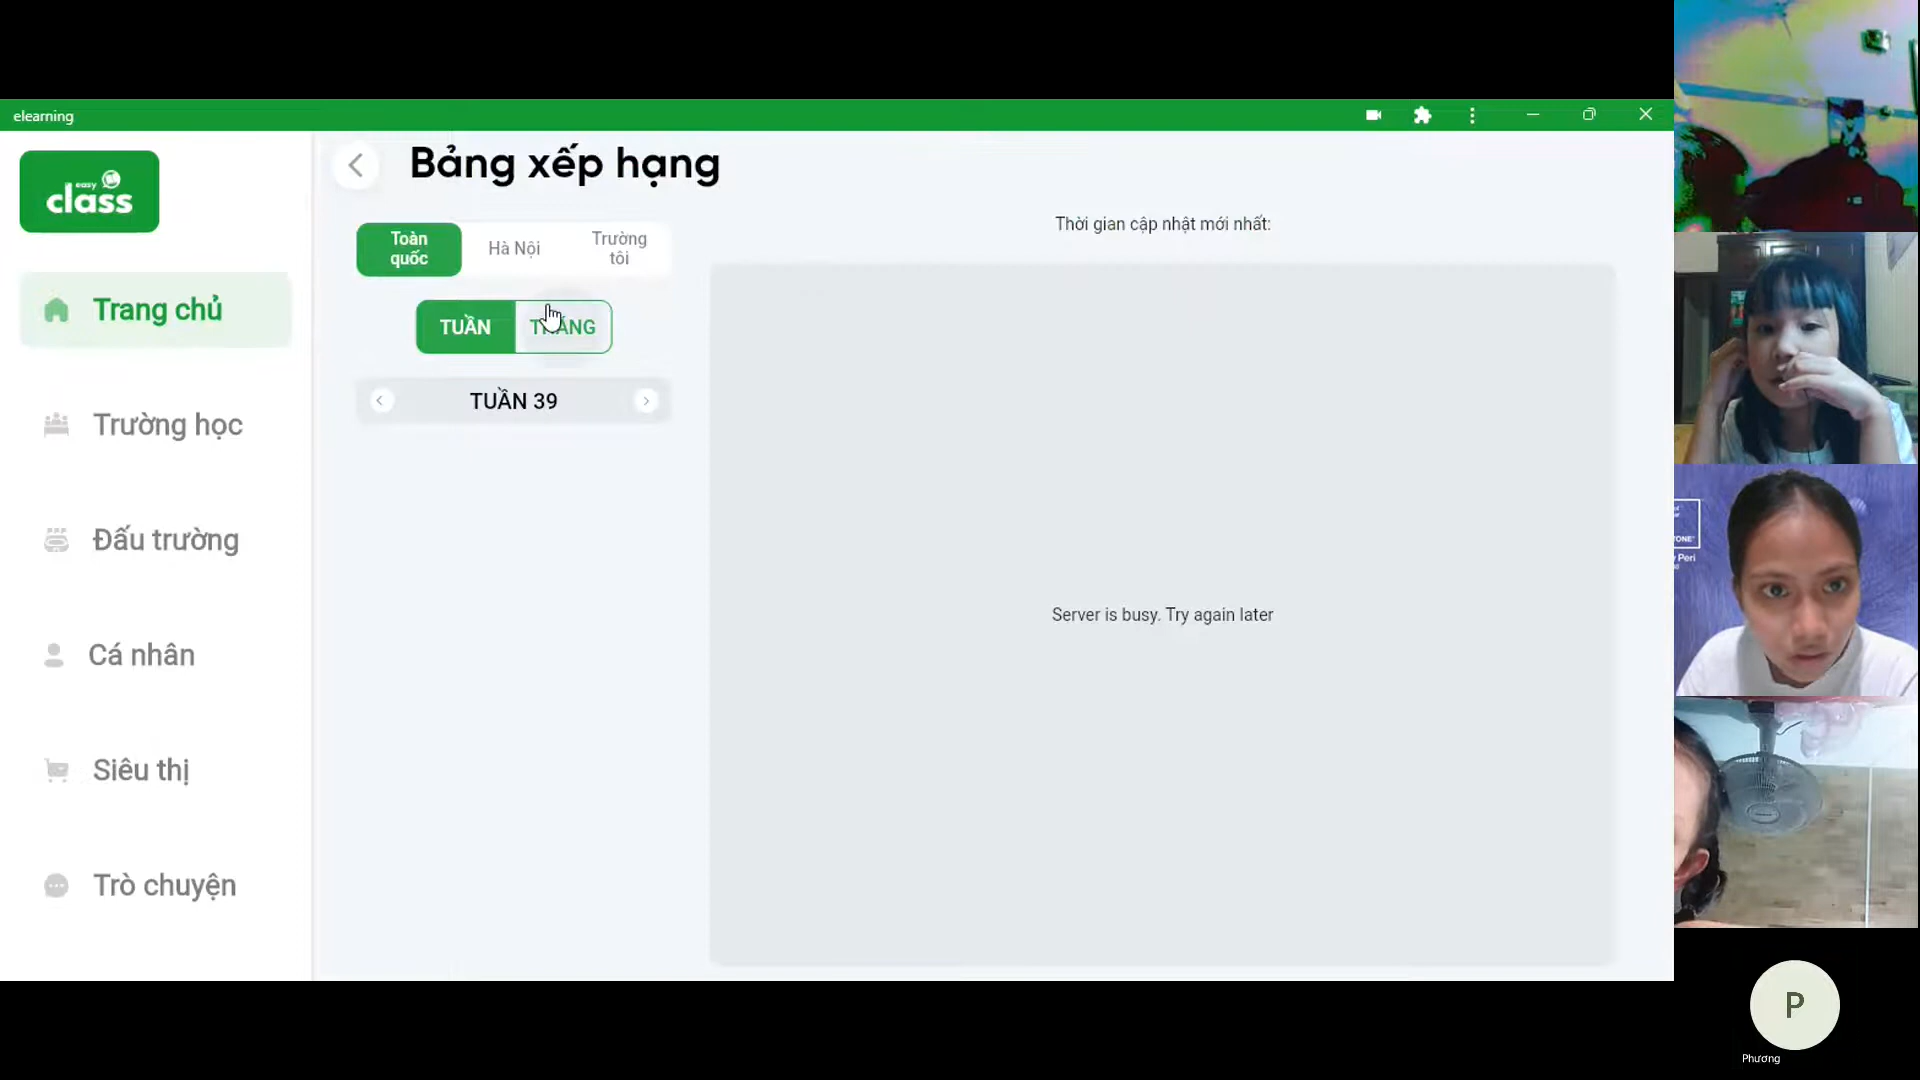 elearning
easy
class
Bảng xếp hạng
Thời gian cập nhật mới nhất:
Toàn
quốc
Hà Nội
Trường
tôi
TUẦN
THÁNG
TUẦN 39
Trang chủ
Trường học
Đấu trường
Cá nhân
Siêu thị
Trò chuyện
Server is busy. Try again later
Peri
P
Phương